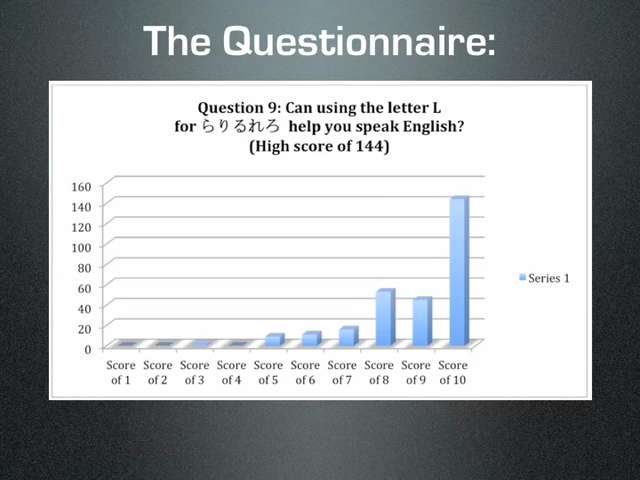 The Questionnaire:
Question 9: Can using the letter L
for らりるれろ help you speak English?
(High score of 144)
160
140
120
100
80
60
40
20
0
Series 1
Score Score Score Score Score Score Score Score Score Score
of 1 of 2 of 3 of 4 of 5 of 6 of 7 of 8 of 9 of 10